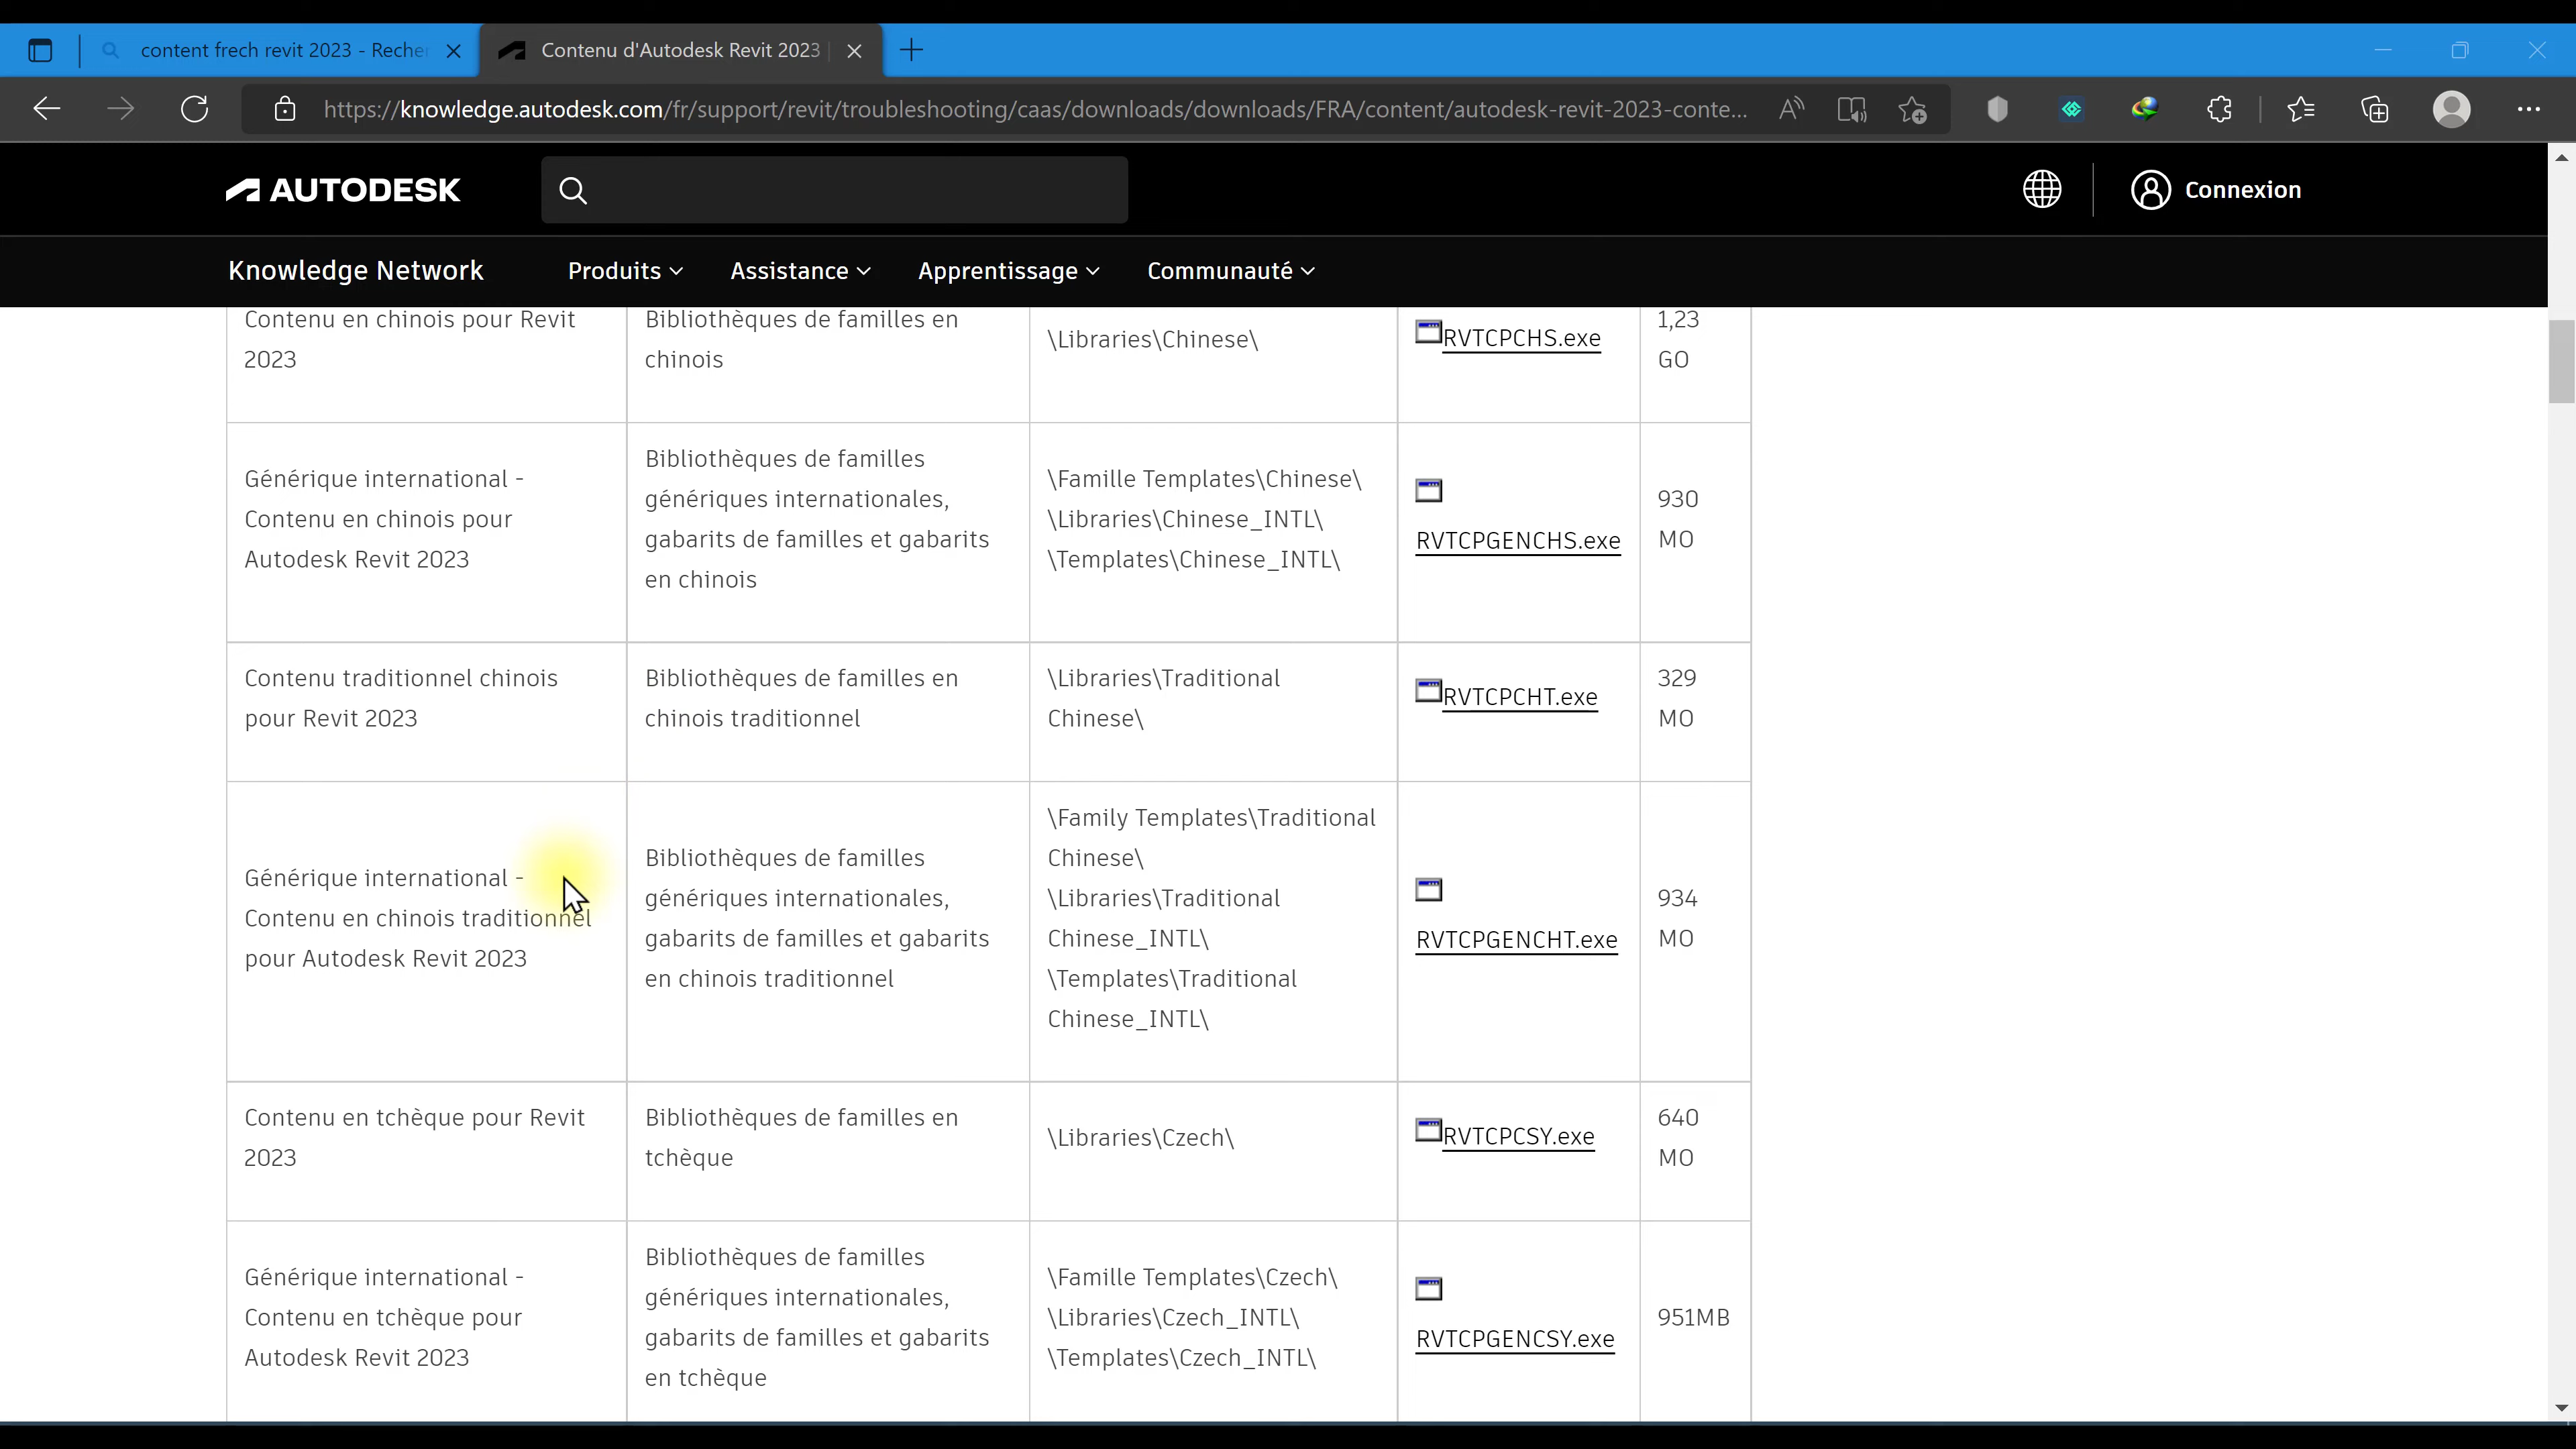 content frech revit 2023 - Reche
Contenu d'Autodesk Revit 2023
https://knowledge.autodesk.com/fr/support/revit/troubleshooting/caas/downloads/downloads/FRA/content/autodesk-revit-2023-conte...
AUTODESK
Connexion
Knowledge Network
Produits
Assistance
Apprentissage
Communauté
Contenu en chinois pour Revit
2023
Bibliothèques de familles en
chinois
\Libraries\Chinese\
RVTCPCHS.exe
1,23
GO
Générique international -
Contenu en chinois pour
Autodesk Revit 2023
Bibliothèques de familles
génériques internationales,
gabarits de familles et gabarits
en chinois
\Famille Templates\Chinese\
\Libraries\Chinese_INTL\
\Templates\Chinese_INTL\
RVTCPGENCHS.exe
930
MO
Contenu traditionnel chinois
pour Revit 2023
Bibliothèques de familles en
chinois traditionnel
\Libraries\Traditional
Chinese\
RVTCPCHT.exe
329
MO
Générique international -
Contenu en chinois traditionnel
pour Autodesk Revit 2023
Bibliothèques de familles
génériques internationales,
gabarits de familles et gabarits
en chinois traditionnel
\Family Templates\Traditional
Chinese\
\Libraries\Traditional
Chinese_INTL\
\Templates\Traditional
Chinese_INTL\
RVTCPGENCHT.exe
934
MO
Contenu en tchèque pour Revit
2023
Bibliothèques de familles en
tchèque
\Libraries\Czech\
RVTCPCSY.exe
640
MO
Générique international -
Contenu en tchèque pour
Autodesk Revit 2023
Bibliothèques de familles
génériques internationales,
gabarits de familles et gabarits
en tchèque
\Famille Templates\Czech\
\Libraries\Czech_INTL\
\Templates\Czech_INTL\
RVTCPGENCSY.exe
951MB